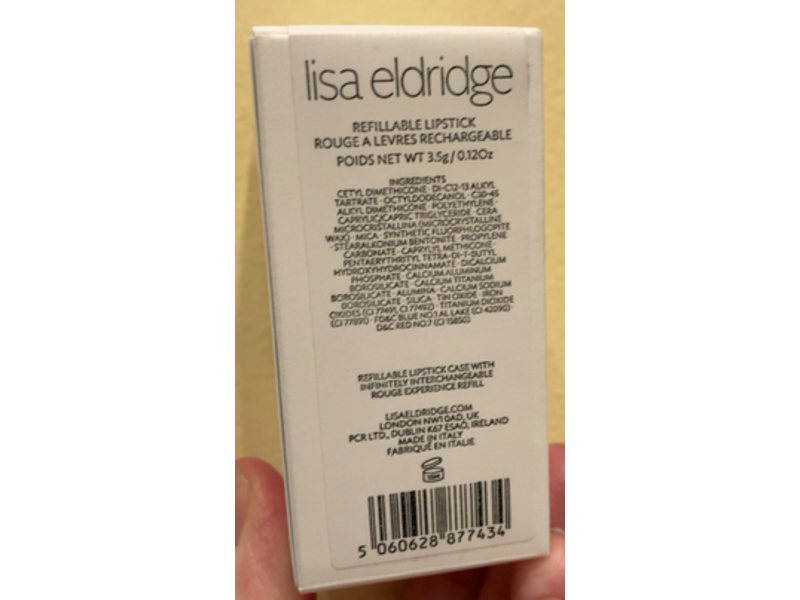 lisa eldridge
REFILLABLE LIPSTICK
ROUGE A LEVRES RECHARGEABLE
POIDS NET WT 3.5g / 0.12Oz
INGREDIENTS
CETYL DIMETHICONE · DI-C12-13 ALKYL
TARTRATE · OCTYLDODECANOL · C30-45
ALKYL DIMETHICONE · POLYETHYLENE ·
CAPRYLIC/CAPRIC TRIGLYCERIDE · CERA
MICROCRISTALLINA (MICROCRYSTALLINE
WAX) · MICA · SYNTHETIC FLUORPHLOGOPITE
· STEARALKONIUM BENTONITE · PROPYLENE
CARBONATE · CAPRYLYL METHICONE ·
PENTAERYTHRITYL TETRA-DI-T-BUTYL
HYDROXYHYDROCINNAMATE · DICALCIUM
PHOSPHATE · CALCIUM ALUMINUM
BOROSILICATE · CALCIUM TITANIUM
BOROSILICATE · ALUMINA · CALCIUM SODIUM
BOROSILICATE · SILICA · TIN OXIDE · IRON
OXIDES (CI 77491, CI 77492) · TITANIUM DIOXIDE
(CI 77891) · FD&C BLUE NO.1 AL LAKE (CI 42090) ·
D&C RED NO.7 (CI 15850)
REFILLABLE LIPSTICK CASE WITH
INFINITELY INTERCHANGEABLE
ROUGE EXPERIENCE REFILL
LISAELDRIDGE.COM
LONDON NW1 0AD, UK
PCR LTD., DUBLIN K67 E5A0, IRELAND
MADE IN ITALY
FABRIQUÉ EN ITALIE
5 060628 877434